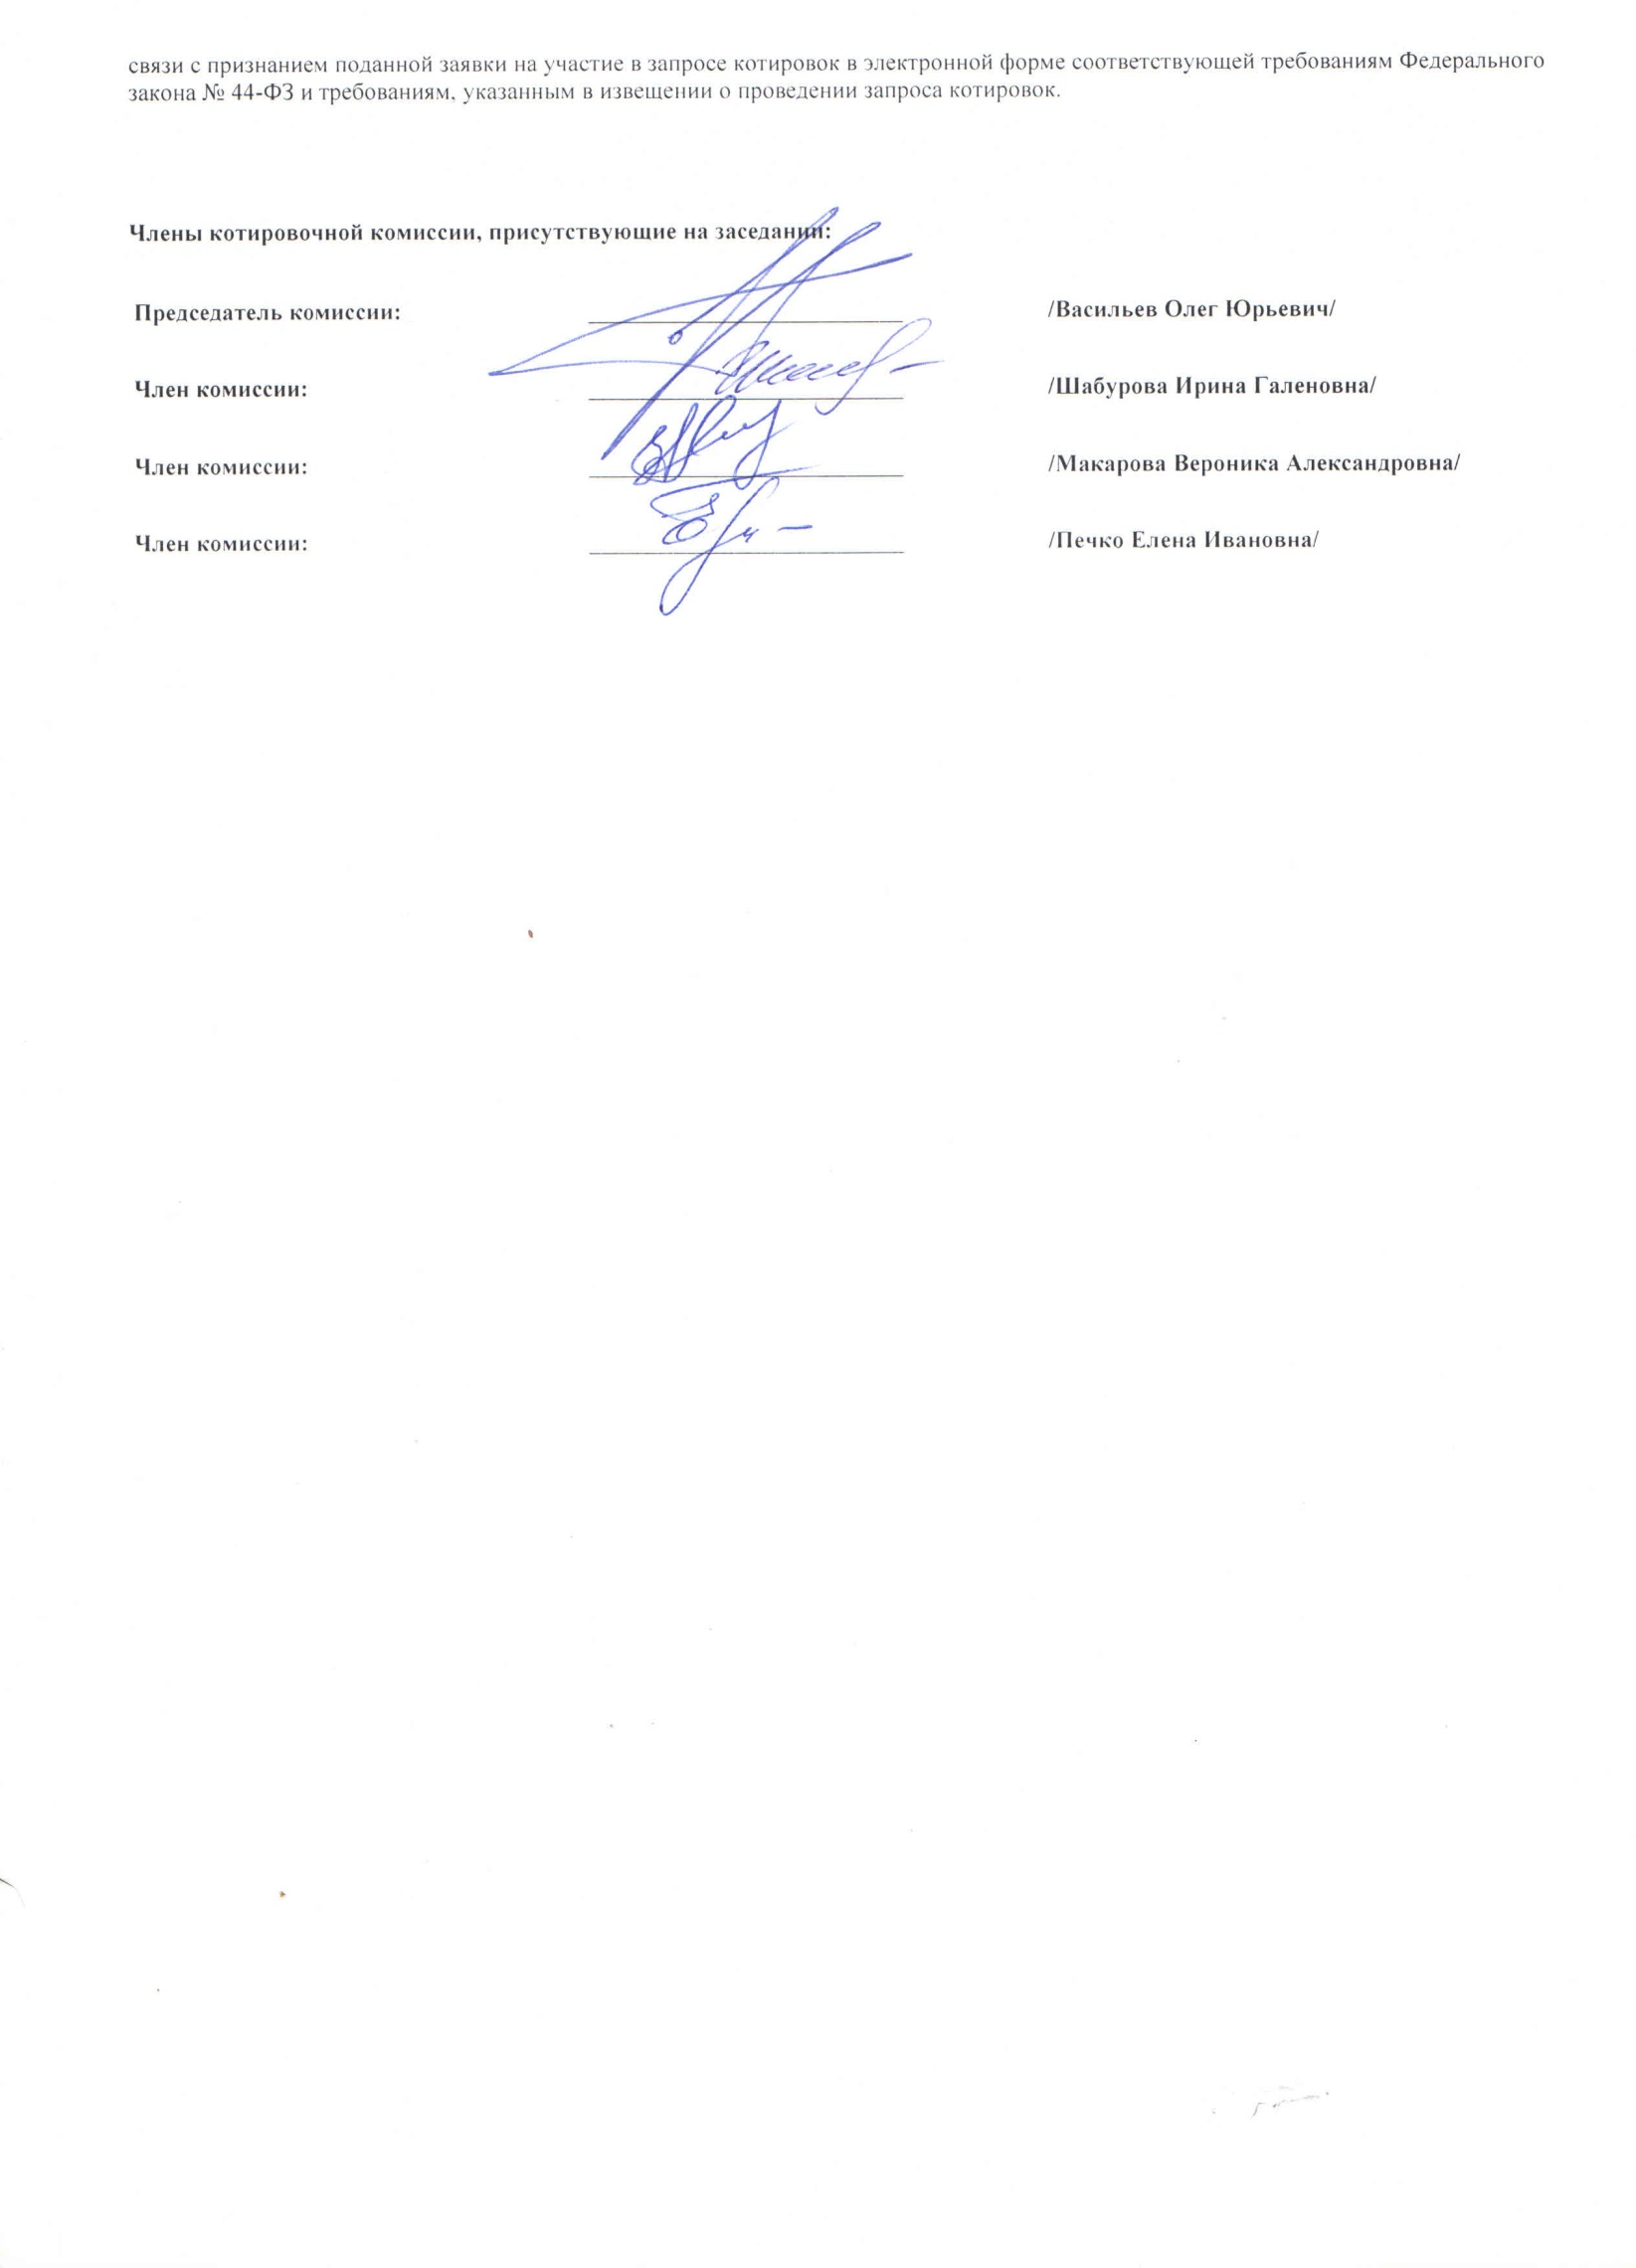 связи с признанием поданной заявки на участие в запросе котировок в электронной форме соответствующей требованиям Федерального
закона № 44-ФЗ и требованиям, указанным в извещении о проведении запроса котировок.
Члены котировочной комиссии, присутствующие на заседании:
Председатель комиссии: /Васильев Олег Юрьевич/
Член комиссии: /Шабурова Ирина Галеновна/
Член комиссии: /Макарова Вероника Александровна/
Член комиссии: /Печко Елена Ивановна/